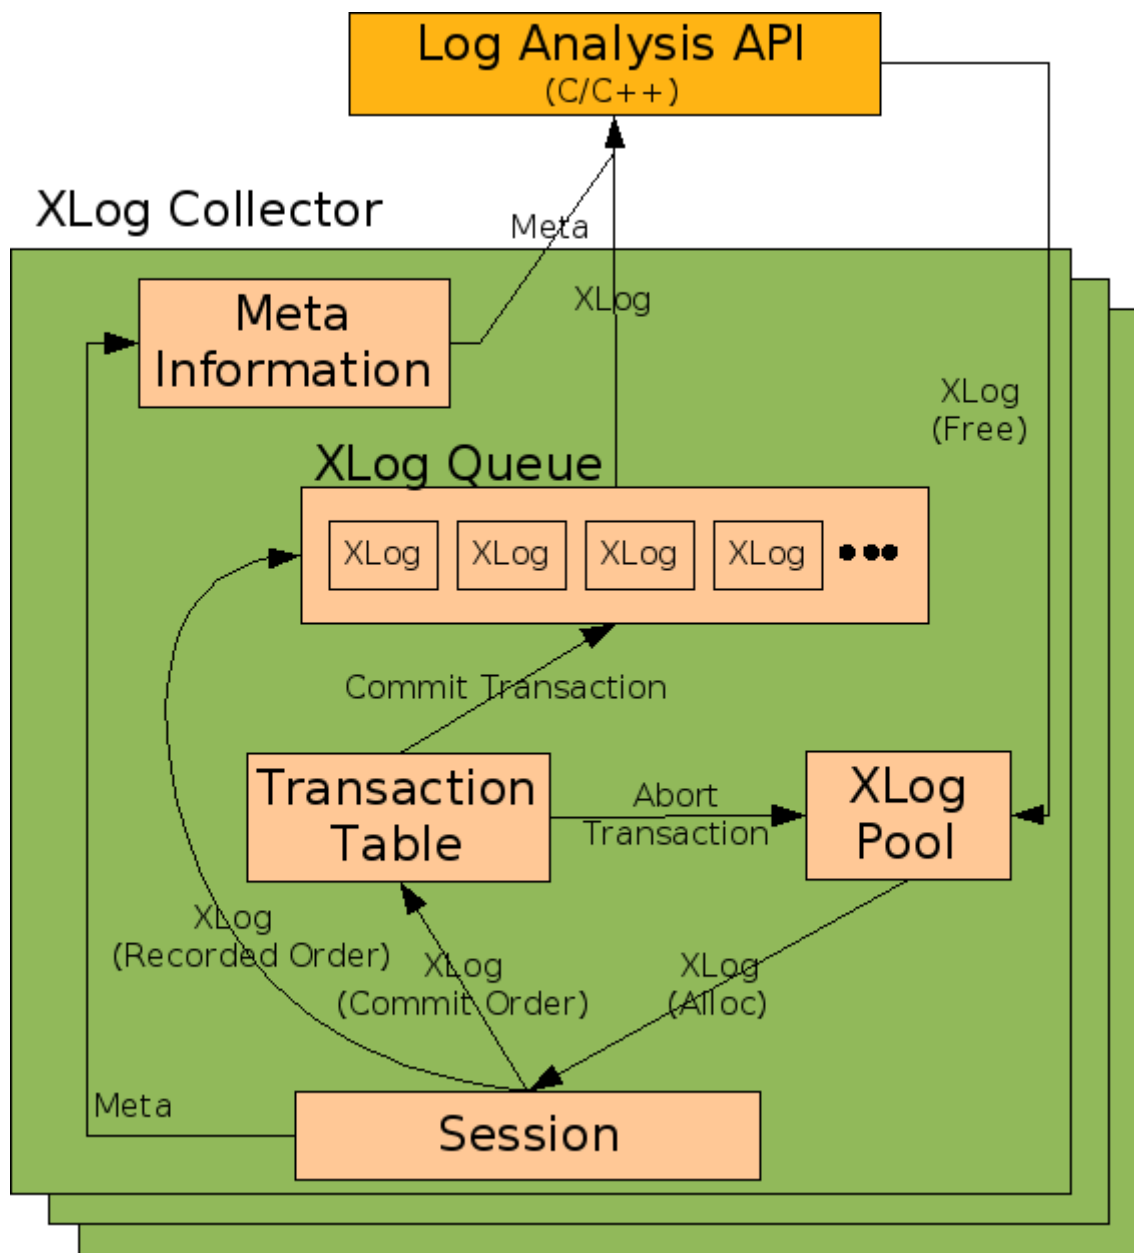 Log Analysis API
(C/C++)
XLog Collector
Meta
Meta
Information
XLog
XLog
(Free)
XLog Queue
XLog XLog XLog XLog
Commit Transaction
Transaction
Table
Abort
Transaction
XLog
Pool
XLog
(Recorded Order)
XLog
(Commit Order)
XLog
(Alloc)
Meta
Session